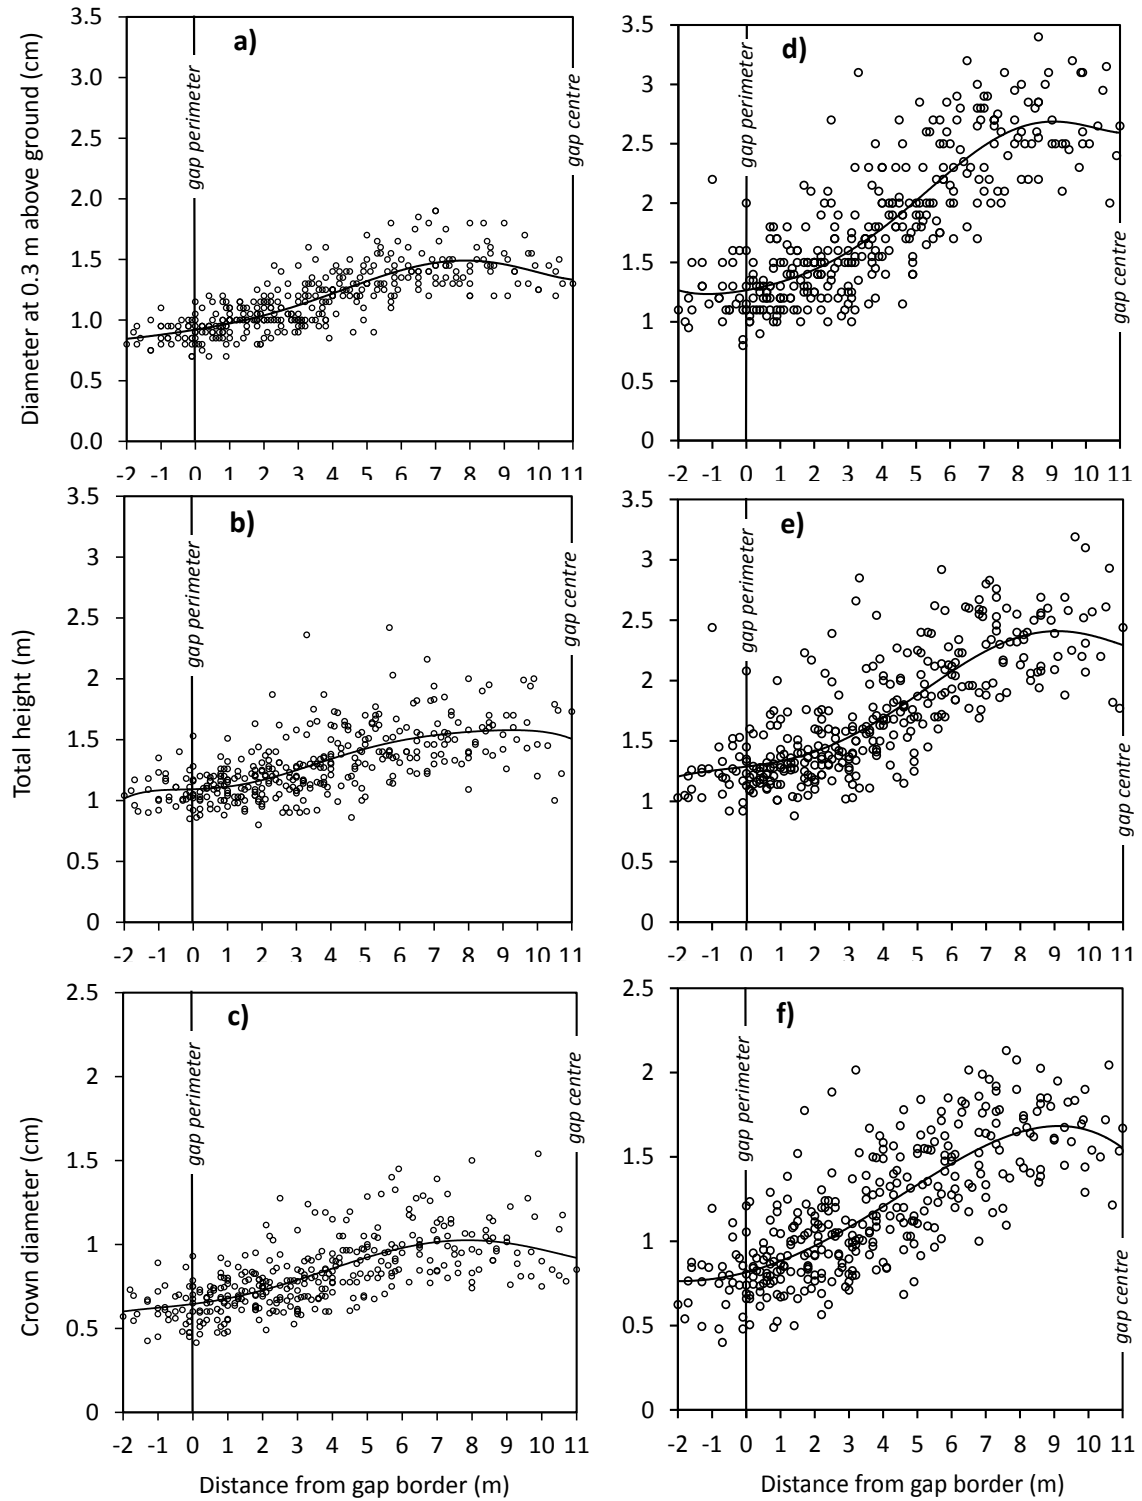 a)
gap perimeter
gap centre
Diameter at 0.3 m above ground (cm)
3.5
3.0
2.5
2.0
1.5
1.0
0.5
0.0
-2 -1 0 1 2 3 4 5 6 7 8 9 10 11
d)
gap perimeter
gap centre
3.5
3
2.5
2
1.5
1
0.5
0
-2 -1 0 1 2 3 4 5 6 7 8 9 10 11
b)
gap perimeter
gap centre
Total height (m)
3.5
3
2.5
2
1.5
1
0.5
0
-2 -1 0 1 2 3 4 5 6 7 8 9 10 11
e)
gap perimeter
gap centre
3.5
3
2.5
2
1.5
1
0.5
0
-2 -1 0 1 2 3 4 5 6 7 8 9 10 11
c)
gap perimeter
gap centre
Crown diameter (cm)
2.5
2
1.5
1
0.5
0
-2 -1 0 1 2 3 4 5 6 7 8 9 10 11
Distance from gap border (m)
f)
gap perimeter
gap centre
2.5
2
1.5
1
0.5
0
-2 -1 0 1 2 3 4 5 6 7 8 9 10 11
Distance from gap border (m)